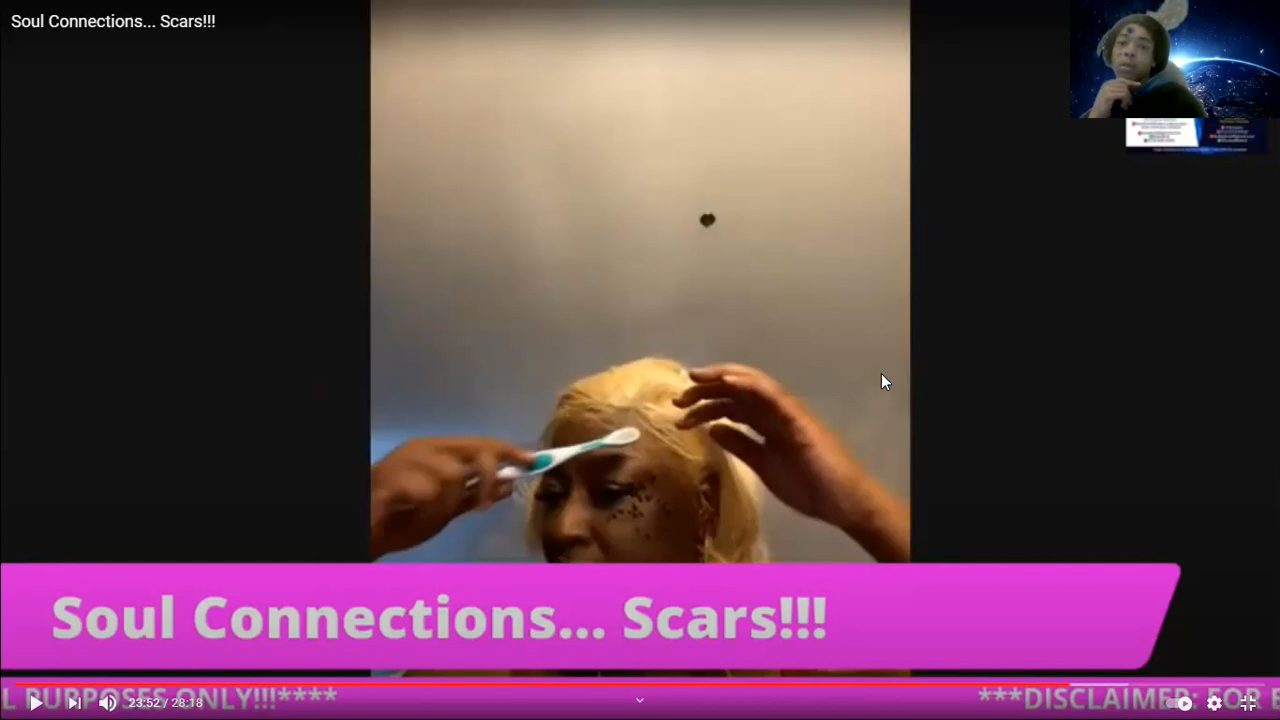 Soul Connections... Scars!!!
Soul Connections... Scars!!!
L PURPOSES ONLY!!!****
***DISCLAIMER: FOR E
23:52 / 28:18